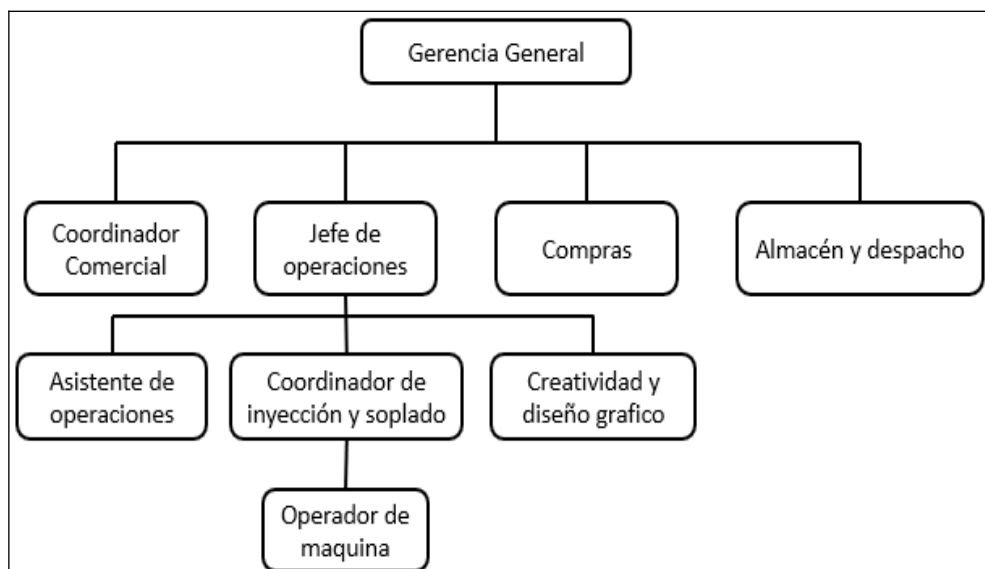 Gerencia General
Coordinador
Comercial
Jefe de
operaciones
Compras
Almacén y despacho
Asistente de
operaciones
Coordinador de
inyección y soplado
Creatividad y
diseño grafico
Operador de
maquina